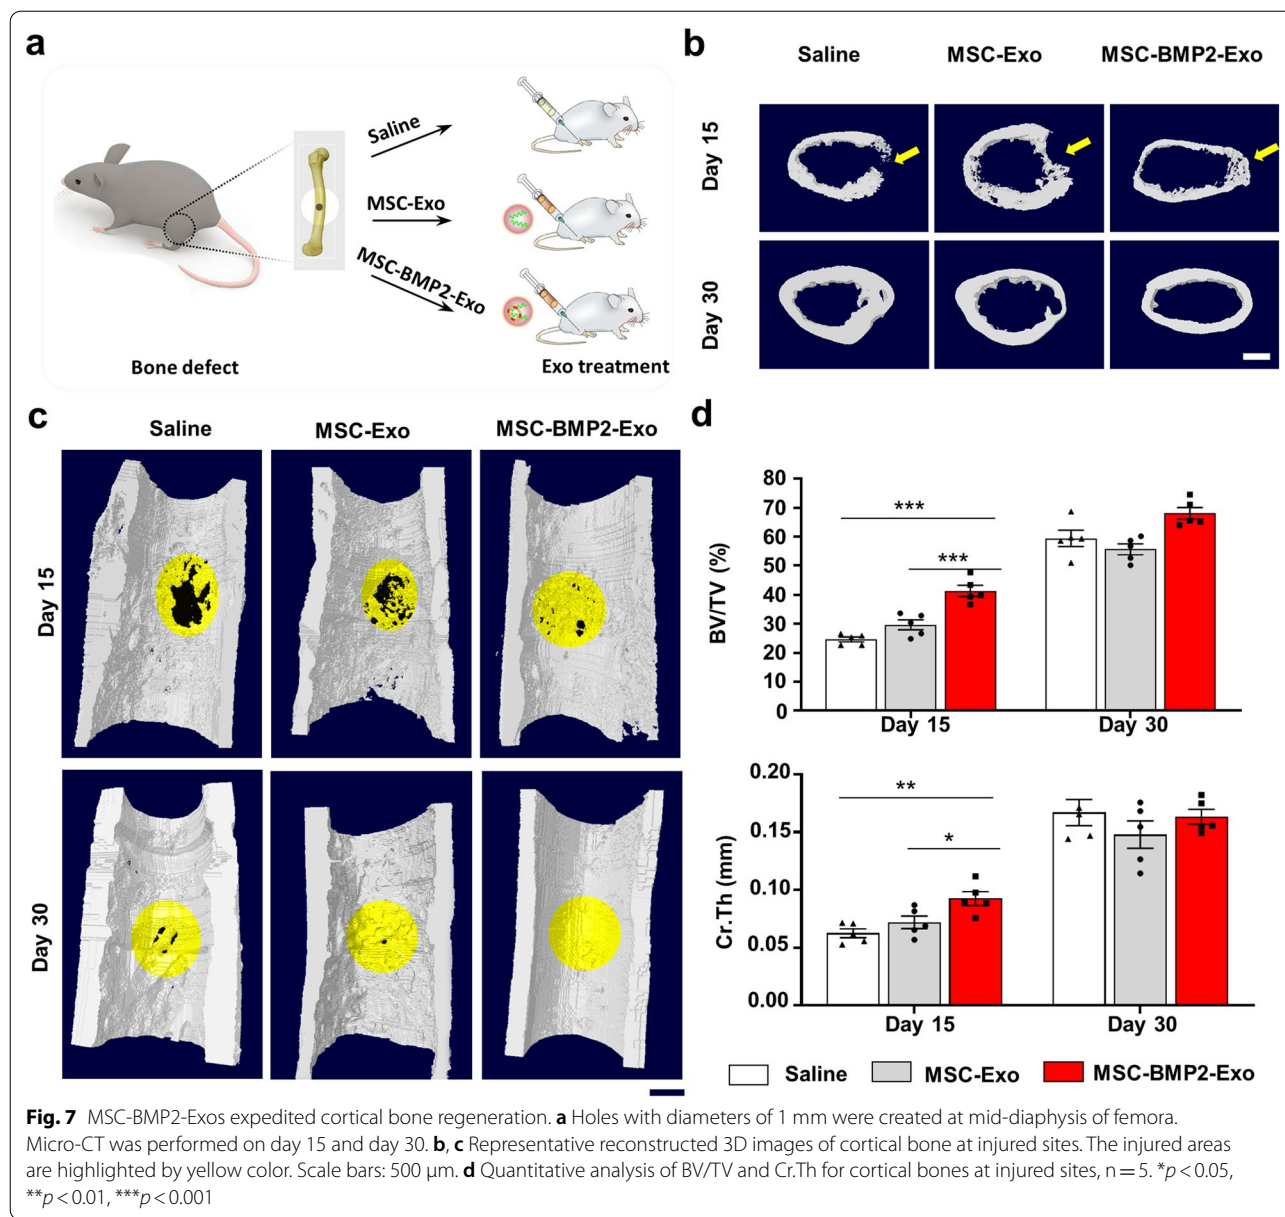 a
Saline
MSC-Exo
MSC-BMP2-Exo
Bone defect
Exo treatment
b
Saline
MSC-Exo
MSC-BMP2-Exo
Day 15
Day 30
c
Saline
MSC-Exo
MSC-BMP2-Exo
Day 15
Day 30
d
BV/TV (%)
80
70
60
50
40
30
20
10
0
***
***
Day 15
Day 30
Cr.Th (mm)
0.20
0.15
0.10
0.05
0.00
**
*
Day 15
Day 30
Saline
MSC-Exo
MSC-BMP2-Exo
Fig. 7 MSC-BMP2-Exos expedited cortical bone regeneration. a Holes with diameters of 1 mm were created at mid-diaphysis of femora.
Micro-CT was performed on day 15 and day 30. b, c Representative reconstructed 3D images of cortical bone at injured sites. The injured areas
are highlighted by yellow color. Scale bars: 500 μm. d Quantitative analysis of BV/TV and Cr.Th for cortical bones at injured sites, n = 5. *p < 0.05,
**p < 0.01, ***p < 0.001